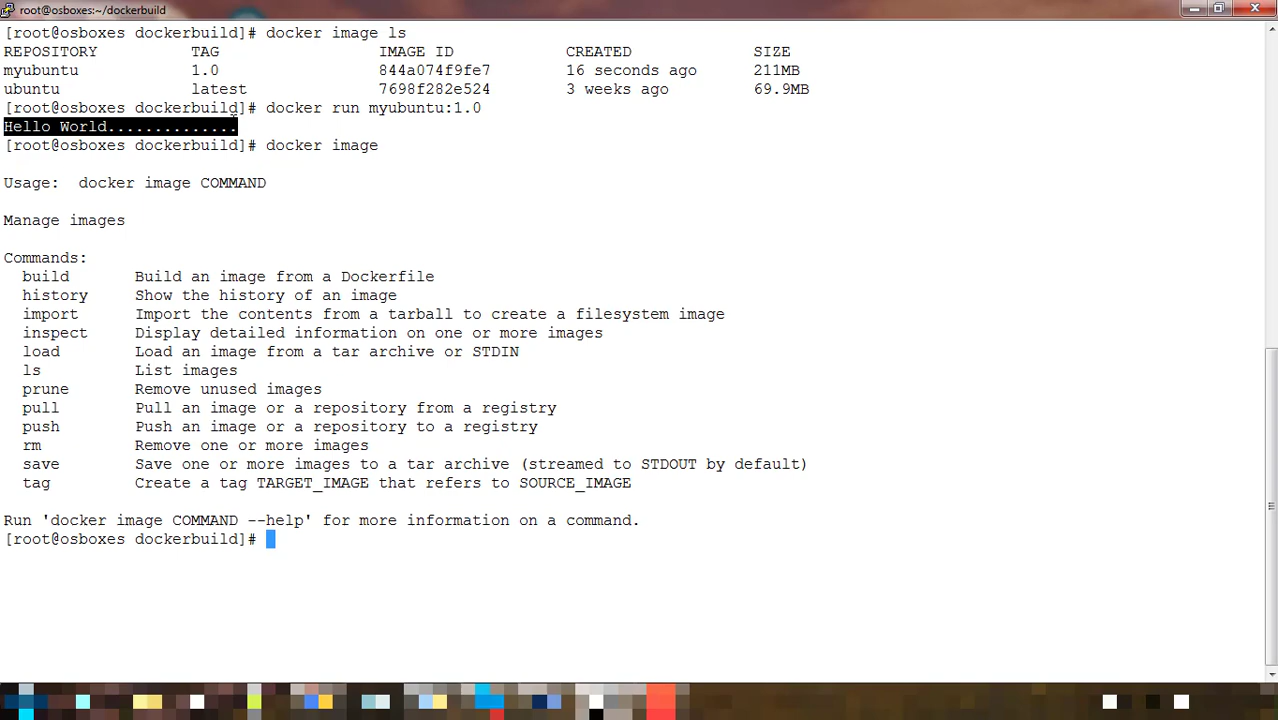 root@osboxes:~/dockerbuild
[root@osboxes dockerbuild]# docker image ls
REPOSITORY TAG IMAGE ID CREATED SIZE
myubuntu 1.0 844a074f9fe7 16 seconds ago 211MB
ubuntu latest 7698f282e524 3 weeks ago 69.9MB
[root@osboxes dockerbuild]# docker run myubuntu:1.0
Hello World..............
[root@osboxes dockerbuild]# docker image
Usage: docker image COMMAND
Manage images
Commands:
build Build an image from a Dockerfile
history Show the history of an image
import Import the contents from a tarball to create a filesystem image
inspect Display detailed information on one or more images
load Load an image from a tar archive or STDIN
ls List images
prune Remove unused images
pull Pull an image or a repository from a registry
push Push an image or a repository to a registry
rm Remove one or more images
save Save one or more images to a tar archive (streamed to STDOUT by default)
tag Create a tag TARGET_IMAGE that refers to SOURCE_IMAGE
Run 'docker image COMMAND --help' for more information on a command.
[root@osboxes dockerbuild]#